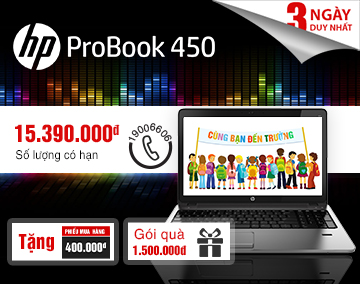 3 NGÀY
DUY NHẤT
hp ProBook 450
15.390.000đ
Số lượng có hạn
19006606
CÙNG BẠN ĐẾN TRƯỜNG
Tặng
PHIẾU MUA HÀNG
400.000đ
Gói quà
1.500.000đ
hp